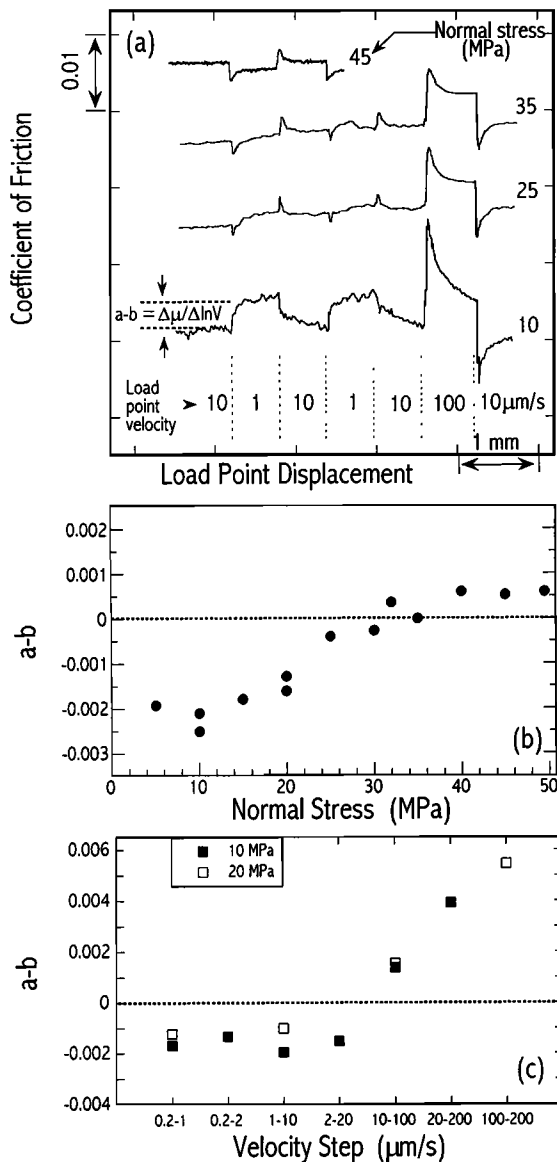 (a)
Normal stress
(MPa)
45
0.01
35
25
10
Coefficient of Friction
a-b = Δμ/ΔlnV
Load
point
velocity
10 1 10 1 10 100 10 μm/s
1 mm
Load Point Displacement
0.002
0.001
0
-0.001
-0.002
-0.003
a-b
(b)
0 10 20 30 40 50
Normal Stress (MPa)
0.006
0.004
0.002
0
-0.002
-0.004
a-b
10 MPa
20 MPa
(c)
0.2-1 0.2-2 1-10 2-20 10-100 20-200 100-200
Velocity Step (μm/s)